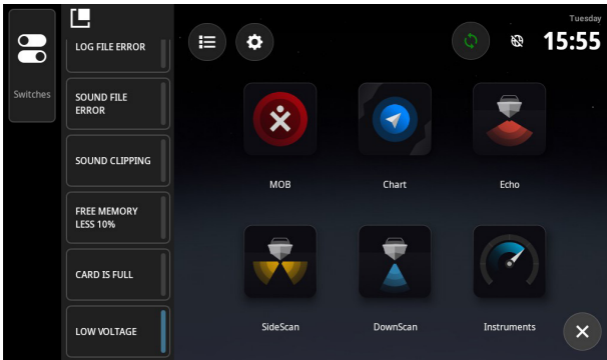 Tuesday
15:55
Switches
LOG FILE ERROR
SOUND FILE
ERROR
SOUND CLIPPING
FREE MEMORY
LESS 10%
CARD IS FULL
LOW VOLTAGE
MOB
Chart
Echo
SideScan
DownScan
Instruments